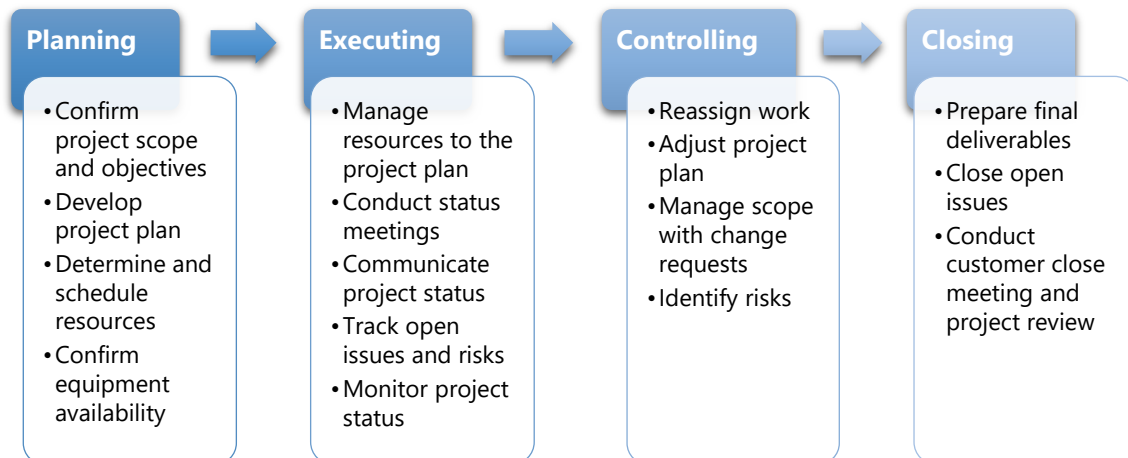 Planning
• Confirm
project scope
and objectives
• Develop
project plan
• Determine and
schedule
resources
• Confirm
equipment
availability
Executing
• Manage
resources to the
project plan
• Conduct status
meetings
• Communicate
project status
• Track open
issues and risks
• Monitor project
status
Controlling
• Reassign work
• Adjust project
plan
• Manage scope
with change
requests
• Identify risks
Closing
• Prepare final
deliverables
• Close open
issues
• Conduct
customer close
meeting and
project review